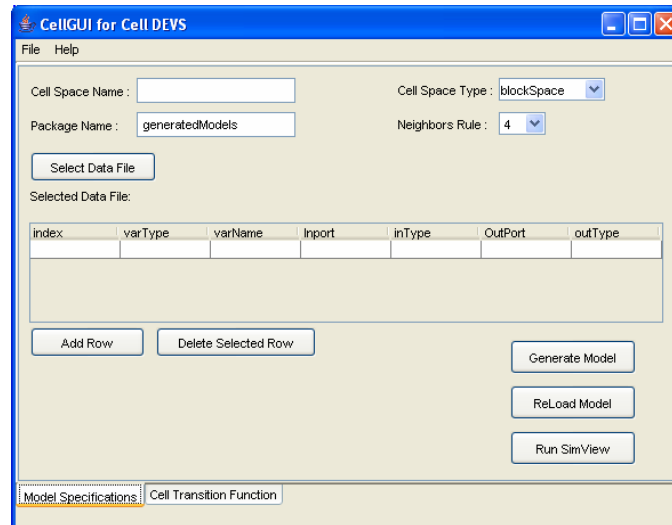 CellGUI for Cell DEVS
File Help
Cell Space Name : Cell Space Type : blockSpace
Package Name : generatedModels Neighbors Rule : 4
Select Data File
Selected Data File:
index varType varName Inport inType OutPort outType
Add Row Delete Selected Row
Generate Model
ReLoad Model
Run SimView
Model Specifications Cell Transition Function